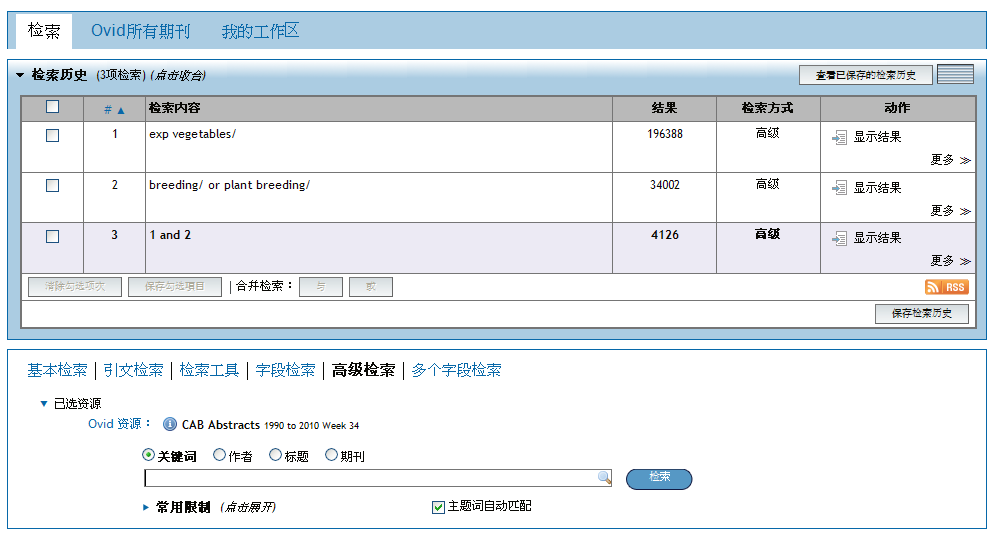 检索 Ovid所有期刊 我的工作区
▼ 检索历史 (3项检索) (点击收合) 查看已保存的检索历史
# ▲ 检索内容 结果 检索方式 动作
1 exp vegetables/ 196388 高级 显示结果
更多 ≫
2 breeding/ or plant breeding/ 34002 高级 显示结果
更多 ≫
3 1 and 2 4126 高级 显示结果
更多 ≫
清除勾选项次 保存勾选项目 | 合并检索： 与 或 RSS
保存检索历史
基本检索 | 引文检索 | 检索工具 | 字段检索 | 高级检索 | 多个字段检索
▼ 已选资源
Ovid 资源： CAB Abstracts 1990 to 2010 Week 34
关键词 作者 标题 期刊
检索
▶ 常用限制 (点击展开) 主题词自动匹配